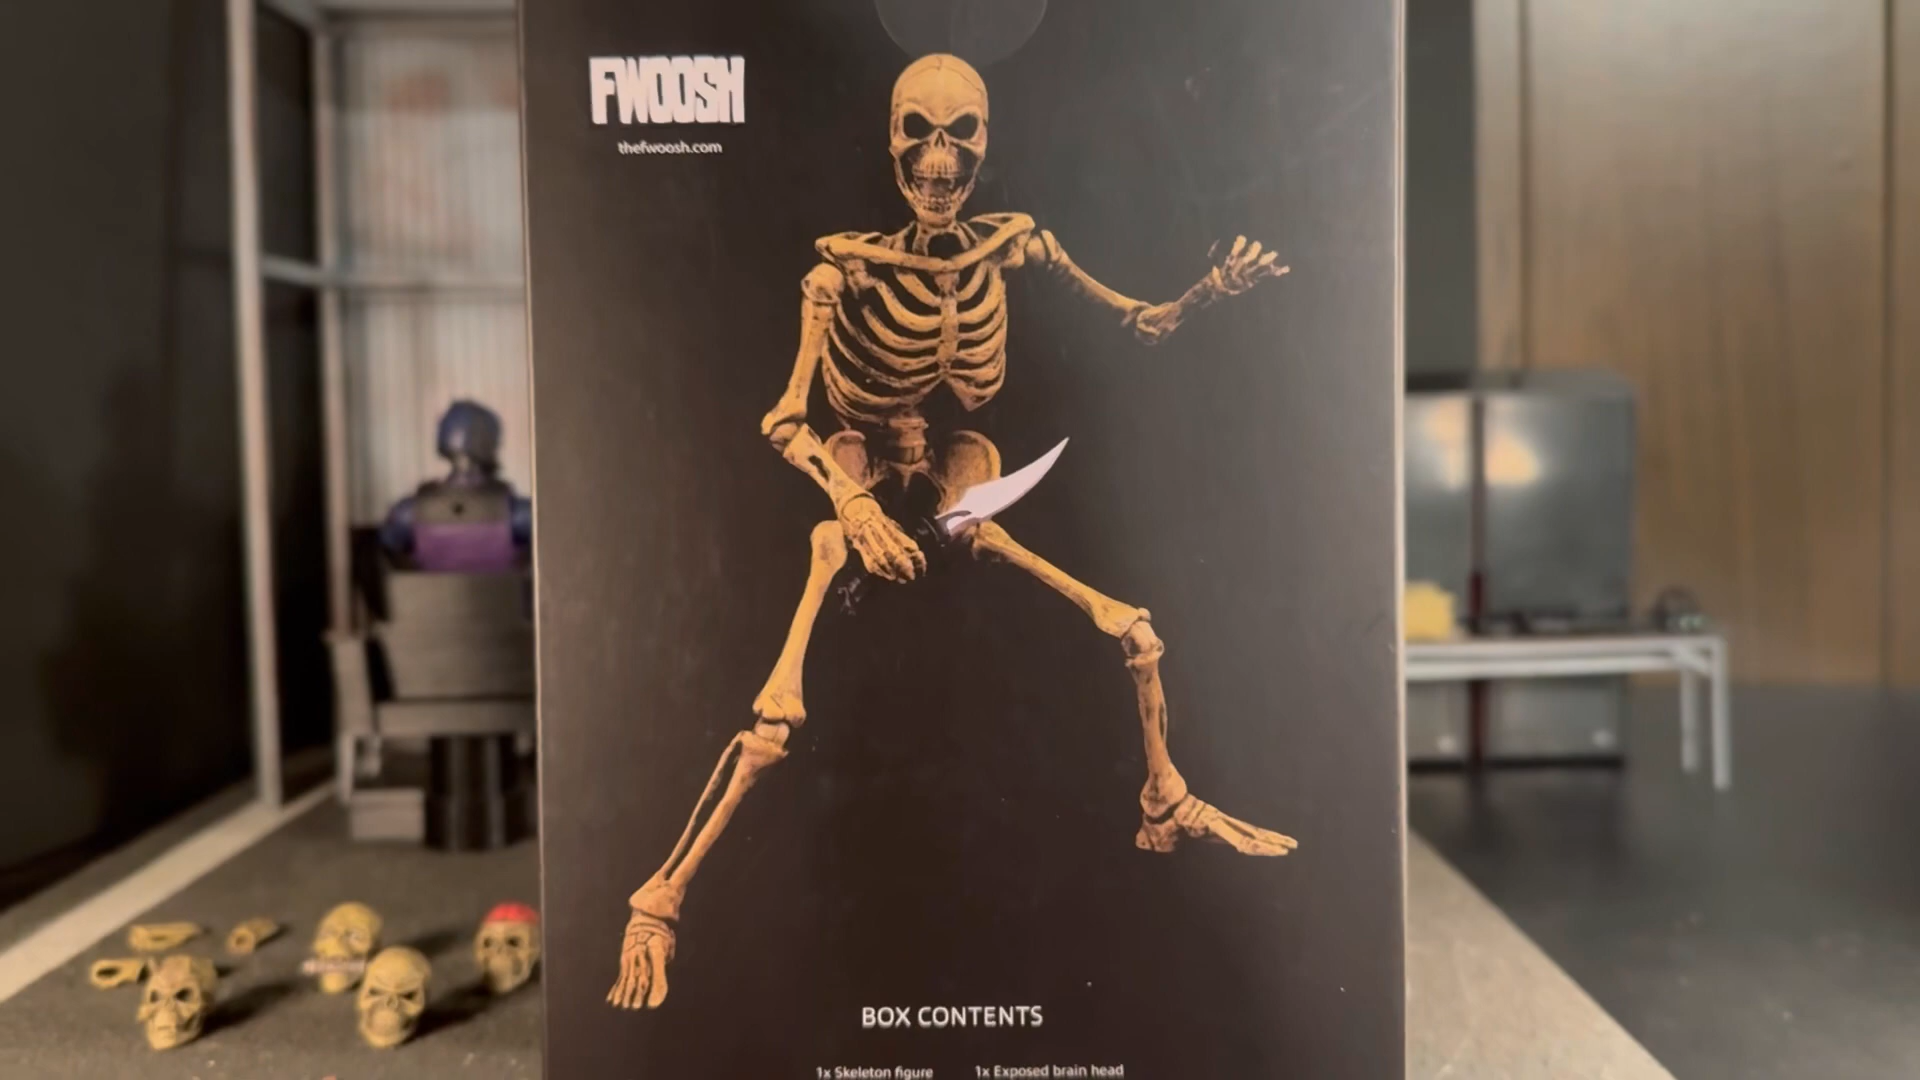 FWOOSH
thefwoosh.com
BOX CONTENTS
1x Skeleton figure
1x Exposed brain head